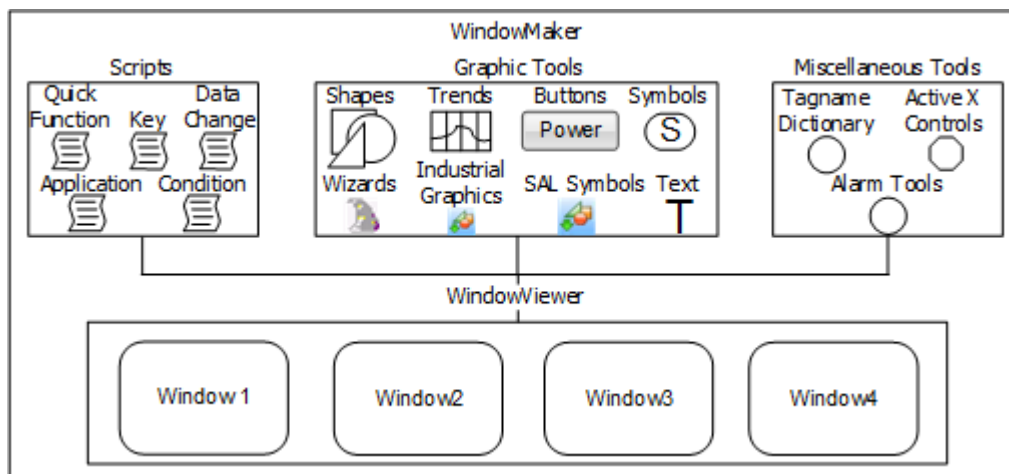 WindowMaker
Scripts
Graphic Tools
Miscellaneous Tools
Quick
Function
Key
Data
Change
Application
Condition
Shapes
Trends
Buttons
Symbols
Power
S
Wizards
Industrial
Graphics
SAL Symbols
Text
T
Tagname
Dictionary
Active X
Controls
Alarm Tools
WindowViewer
Window 1
Window2
Window3
Window4